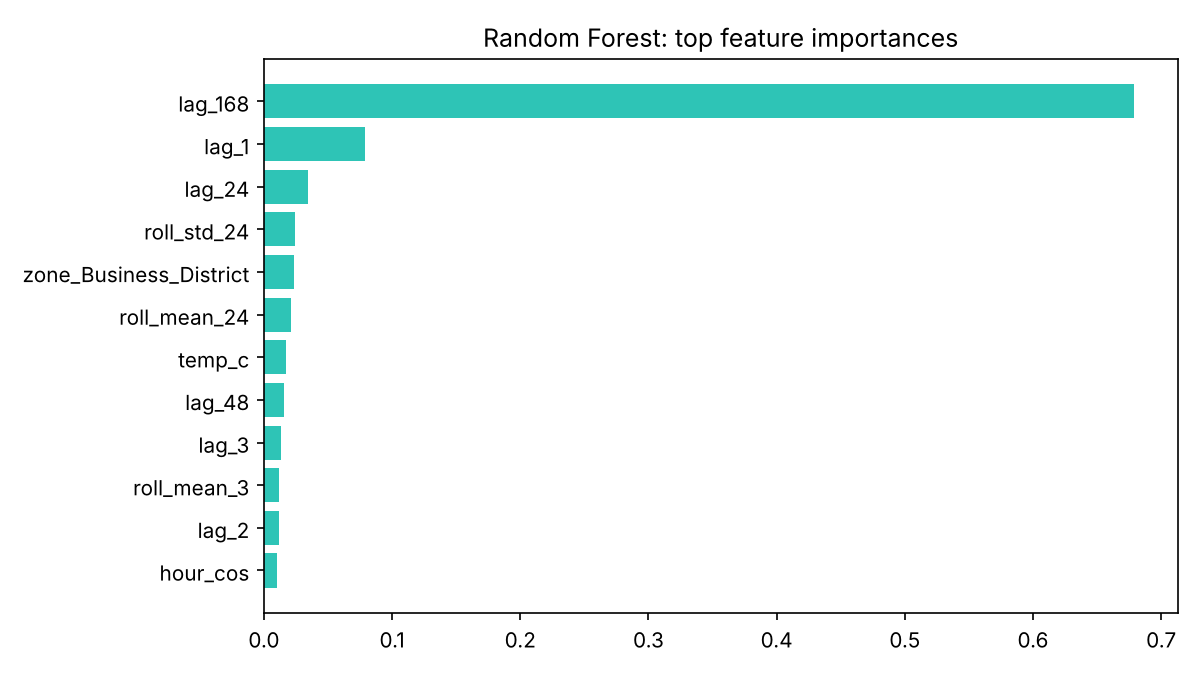 Random Forest: top feature importances
lag_168
lag_1
lag_24
roll_std_24
zone_Business_District
roll_mean_24
temp_c
lag_48
lag_3
roll_mean_3
lag_2
hour_cos
0.0 0.1 0.2 0.3 0.4 0.5 0.6 0.7